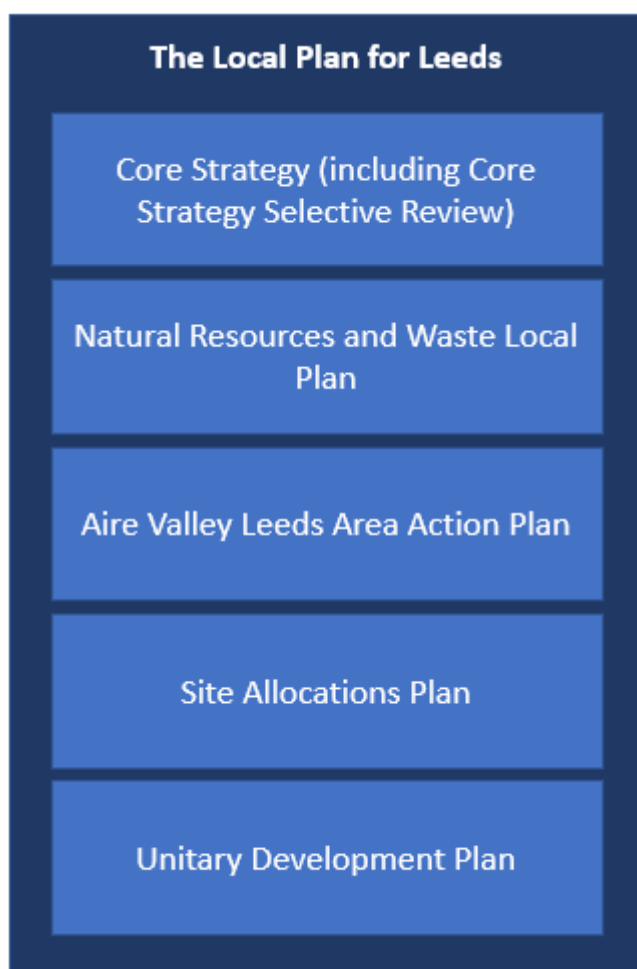 The Local Plan for Leeds
Core Strategy (including Core
Strategy Selective Review)
Natural Resources and Waste Local
Plan
Aire Valley Leeds Area Action Plan
Site Allocations Plan
Unitary Development Plan